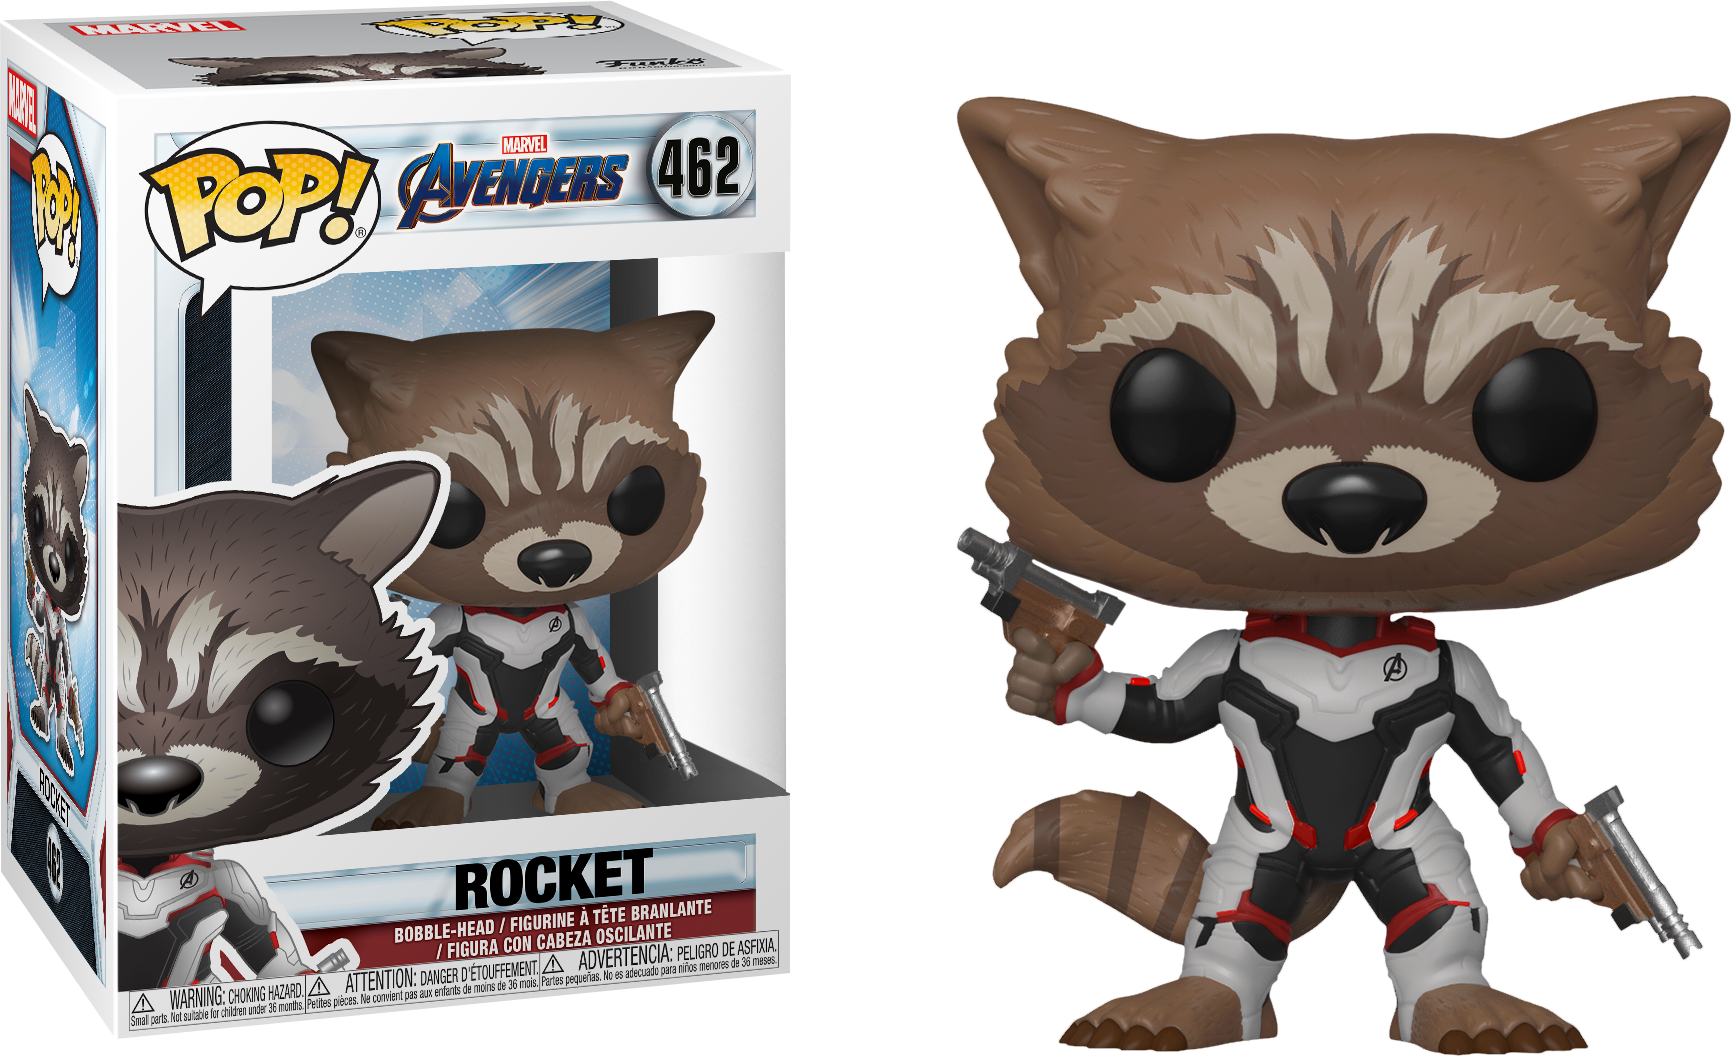 MARVEL
POP!
Funko
MARVEL
POP!
ROCKET
462
POP!®
MARVEL
AVENGERS
462
ROCKET
BOBBLE-HEAD / FIGURINE À TÊTE BRANLANTE
/ FIGURA CON CABEZA OSCILANTE
WARNING: CHOKING HAZARD.
Small parts. Not suitable for children under 36 months.
ATTENTION: DANGER D'ÉTOUFFEMENT.
Petites pièces. Ne convient pas aux enfants de moins de 36 mois.
ADVERTENCIA: PELIGRO DE ASFIXIA.
Partes pequeñas. No es adecuado para niños menores de 36 meses.